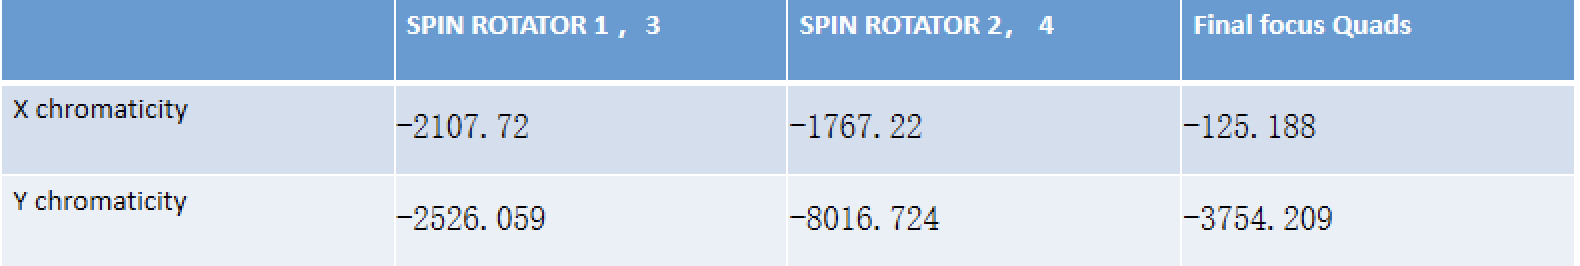 SPIN ROTATOR 1 ，3
SPIN ROTATOR 2， 4
Final focus Quads
X chromaticity
-2107.72
-1767.22
-125.188
Y chromaticity
-2526.059
-8016.724
-3754.209